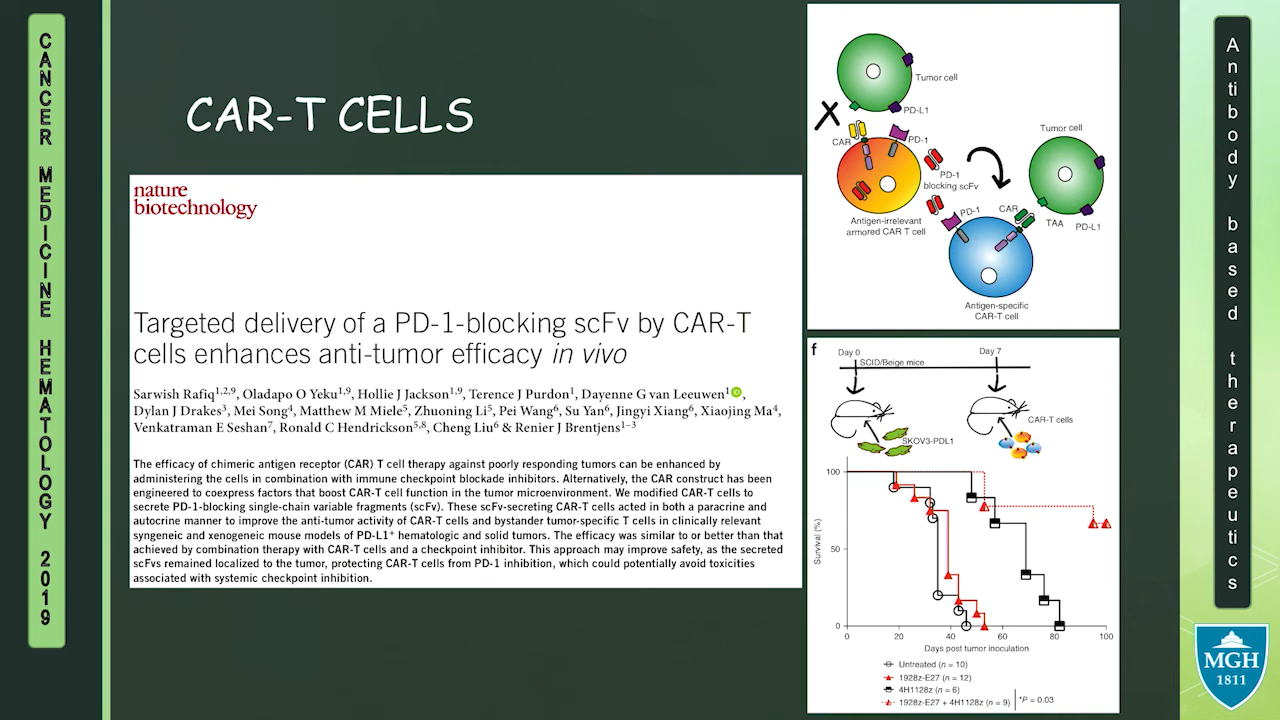 CANCER MEDICINE HEMATOLOGY 2019
CAR-T CELLS
nature
biotechnology
Targeted delivery of a PD-1-blocking scFv by CAR-T
cells enhances anti-tumor efficacy in vivo
Sarwish Rafiq1,2,9, Oladapo O Yeku1,9, Hollie J Jackson1,9, Terence J Purdon1, Dayenne G van Leeuwen1 iD,
Dylan J Drakes3, Mei Song4, Matthew M Miele5, Zhuoning Li5, Pei Wang6, Su Yan6, Jingyi Xiang6, Xiaojing Ma4,
Venkatraman E Seshan7, Ronald C Hendrickson5,8, Cheng Liu6 & Renier J Brentjens1–3
The efficacy of chimeric antigen receptor (CAR) T cell therapy against poorly responding tumors can be enhanced by
administering the cells in combination with immune checkpoint blockade inhibitors. Alternatively, the CAR construct has been
engineered to coexpress factors that boost CAR-T cell function in the tumor microenvironment. We modified CAR-T cells to
secrete PD-1-blocking single-chain variable fragments (scFv). These scFv-secreting CAR-T cells acted in both a paracrine and
autocrine manner to improve the anti-tumor activity of CAR-T cells and bystander tumor-specific T cells in clinically relevant
syngeneic and xenogeneic mouse models of PD-L1+ hematologic and solid tumors. The efficacy was similar to or better than that
achieved by combination therapy with CAR-T cells and a checkpoint inhibitor. This approach may improve safety, as the secreted
scFvs remained localized to the tumor, protecting CAR-T cells from PD-1 inhibition, which could potentially avoid toxicities
associated with systemic checkpoint inhibition.
Tumor cell
PD-L1
X
CAR
PD-1
PD-1
blocking scFv
Antigen-irrelevant
armored CAR T cell
Tumor cell
PD-1
CAR
TAA
PD-L1
Antigen-specific
CAR-T cell
f
Day 0
Day 7
SCID/Beige mice
CAR-T cells
SKOV3-PDL1
Survival (%)
100
50
0
0 20 40 60 80 100
Days post tumor inoculation
Untreated (n = 10)
1928z-E27 (n = 12)
4H1128z (n = 6)
1928z-E27 + 4H1128z (n = 9)
*P = 0.03
Antibody based therapeutics
MGH
1811